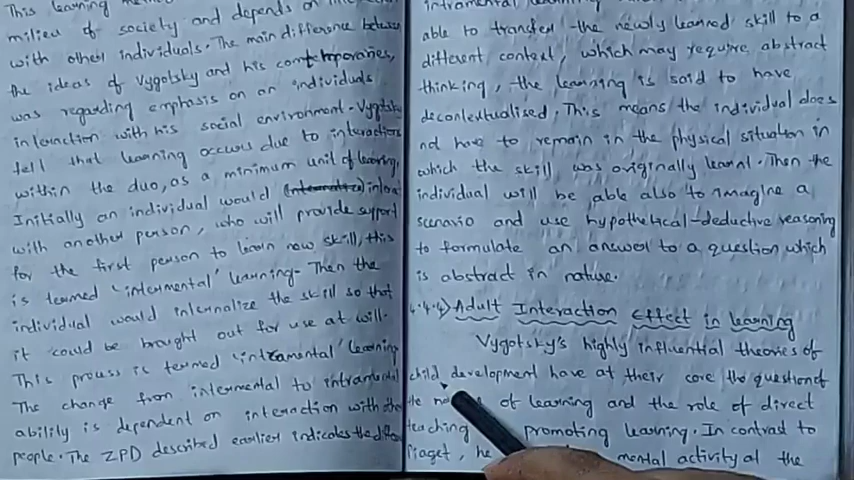 This learning
milieu of society and depends on
with other individuals. The main difference between
the ideas of Vygotsky and his contemporaries,
was regarding emphasis on an individuals
interaction with his social environment. Vygotsky
fell that learning occurs due to interactions
within the duo, as a minimum unit of learning,
Initially an individual would
with another person, who will provide support
for the first person to learn new skill, this
is termed 'intermental' learning. Then the
individual would internalize the skill so that
it could be brought out for use at will.
This process is termed 'intramental' learning
The change from intermental to intramental
ability is dependent on interaction with other
people. The ZPD described earlier indicates the
intramental
able to transfer the newly learned skill to a
different context, which may require abstract
thinking, the learning is said to have
decontextualised. This means the individual does
not have to remain in the physical situation in
which the skill was originally learnt. Then the
individual will be able also to imagine a
scenario and use hypothetical-deductive reasoning
to formulate an answer to a question which
is abstract in nature.
4.4.4) Adult Interaction Effect in learning
Vygotsky's highly influential theories of
child development have at their core the question of
the of learning and the role of direct
teaching promoting learning. In contrast to
Piaget, he mental activity of the